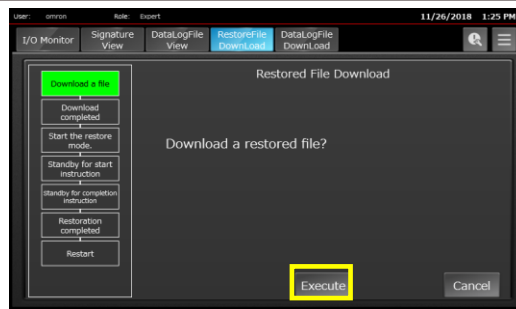 User: omron Role: Expert 11/26/2018 1:25 PM
I/O Monitor
Signature
View
DataLogFile
View
RestoreFile
DownLoad
DataLogFile
DownLoad
Restored File Download
Download a file
Download
completed
Start the restore
mode.
Standby for start
instruction
Standby for completion
instruction
Restoration
completed
Restart
Download a restored file?
Execute
Cancel